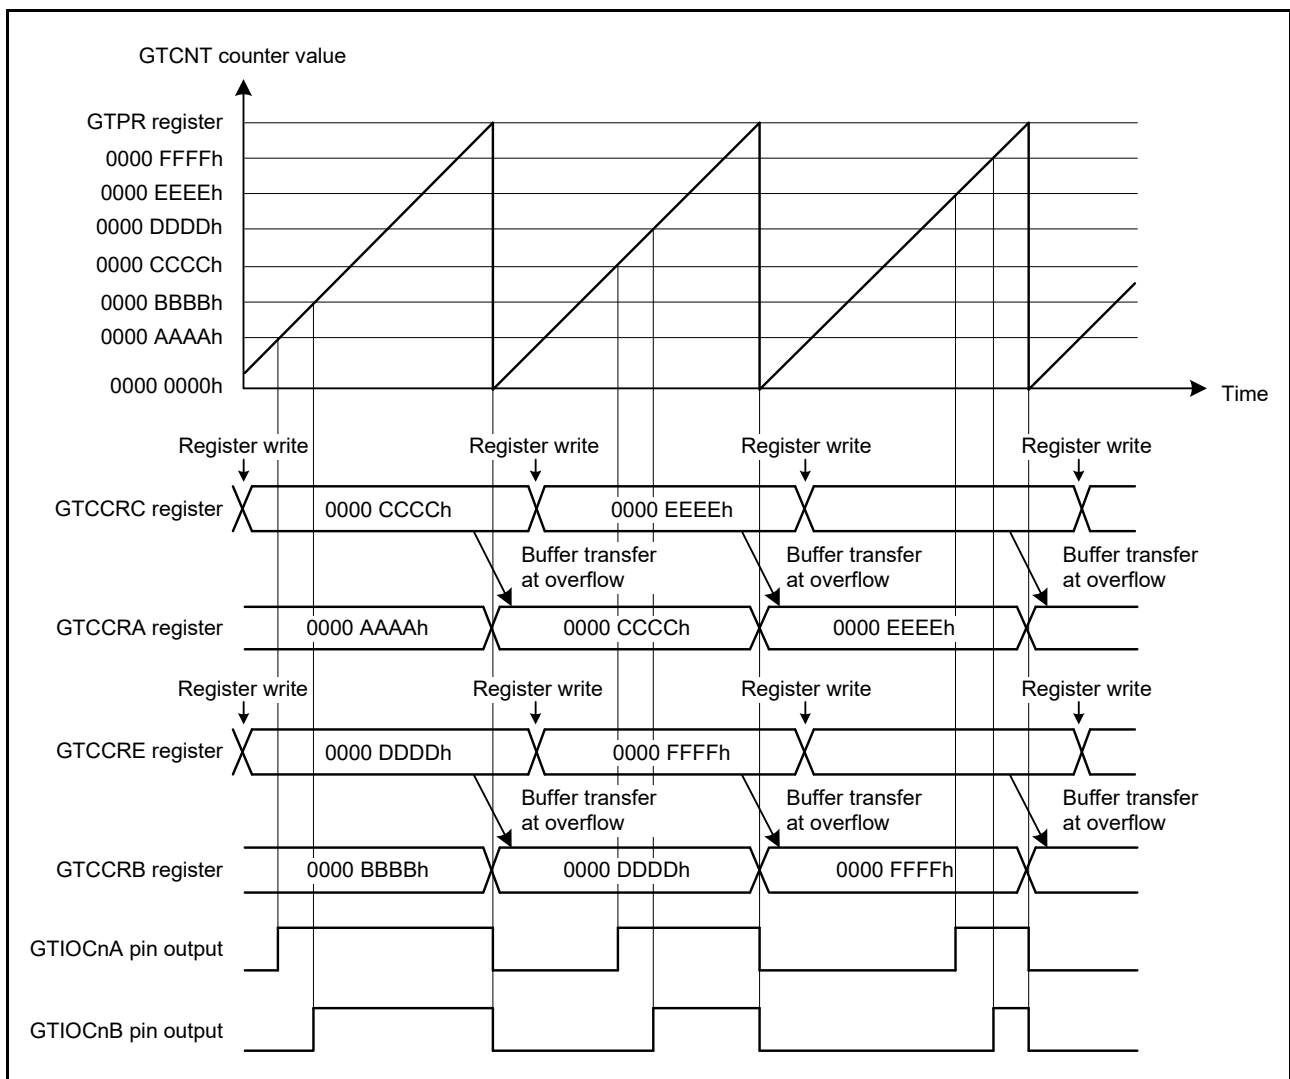 GTCNT counter value
GTPR register
0000 FFFFh
0000 EEEEh
0000 DDDDh
0000 CCCCh
0000 BBBBh
0000 AAAAh
0000 0000h
Time
Register write Register write Register write Register write
GTCCRC register 0000 CCCCh 0000 EEEEh
Buffer transfer Buffer transfer Buffer transfer
at overflow at overflow at overflow
GTCCRA register 0000 AAAAh 0000 CCCCh 0000 EEEEh
Register write Register write Register write Register write
GTCCRE register 0000 DDDDh 0000 FFFFh
Buffer transfer Buffer transfer Buffer transfer
at overflow at overflow at overflow
GTCCRB register 0000 BBBBh 0000 DDDDh 0000 FFFFh
GTIOCnA pin output
GTIOCnB pin output